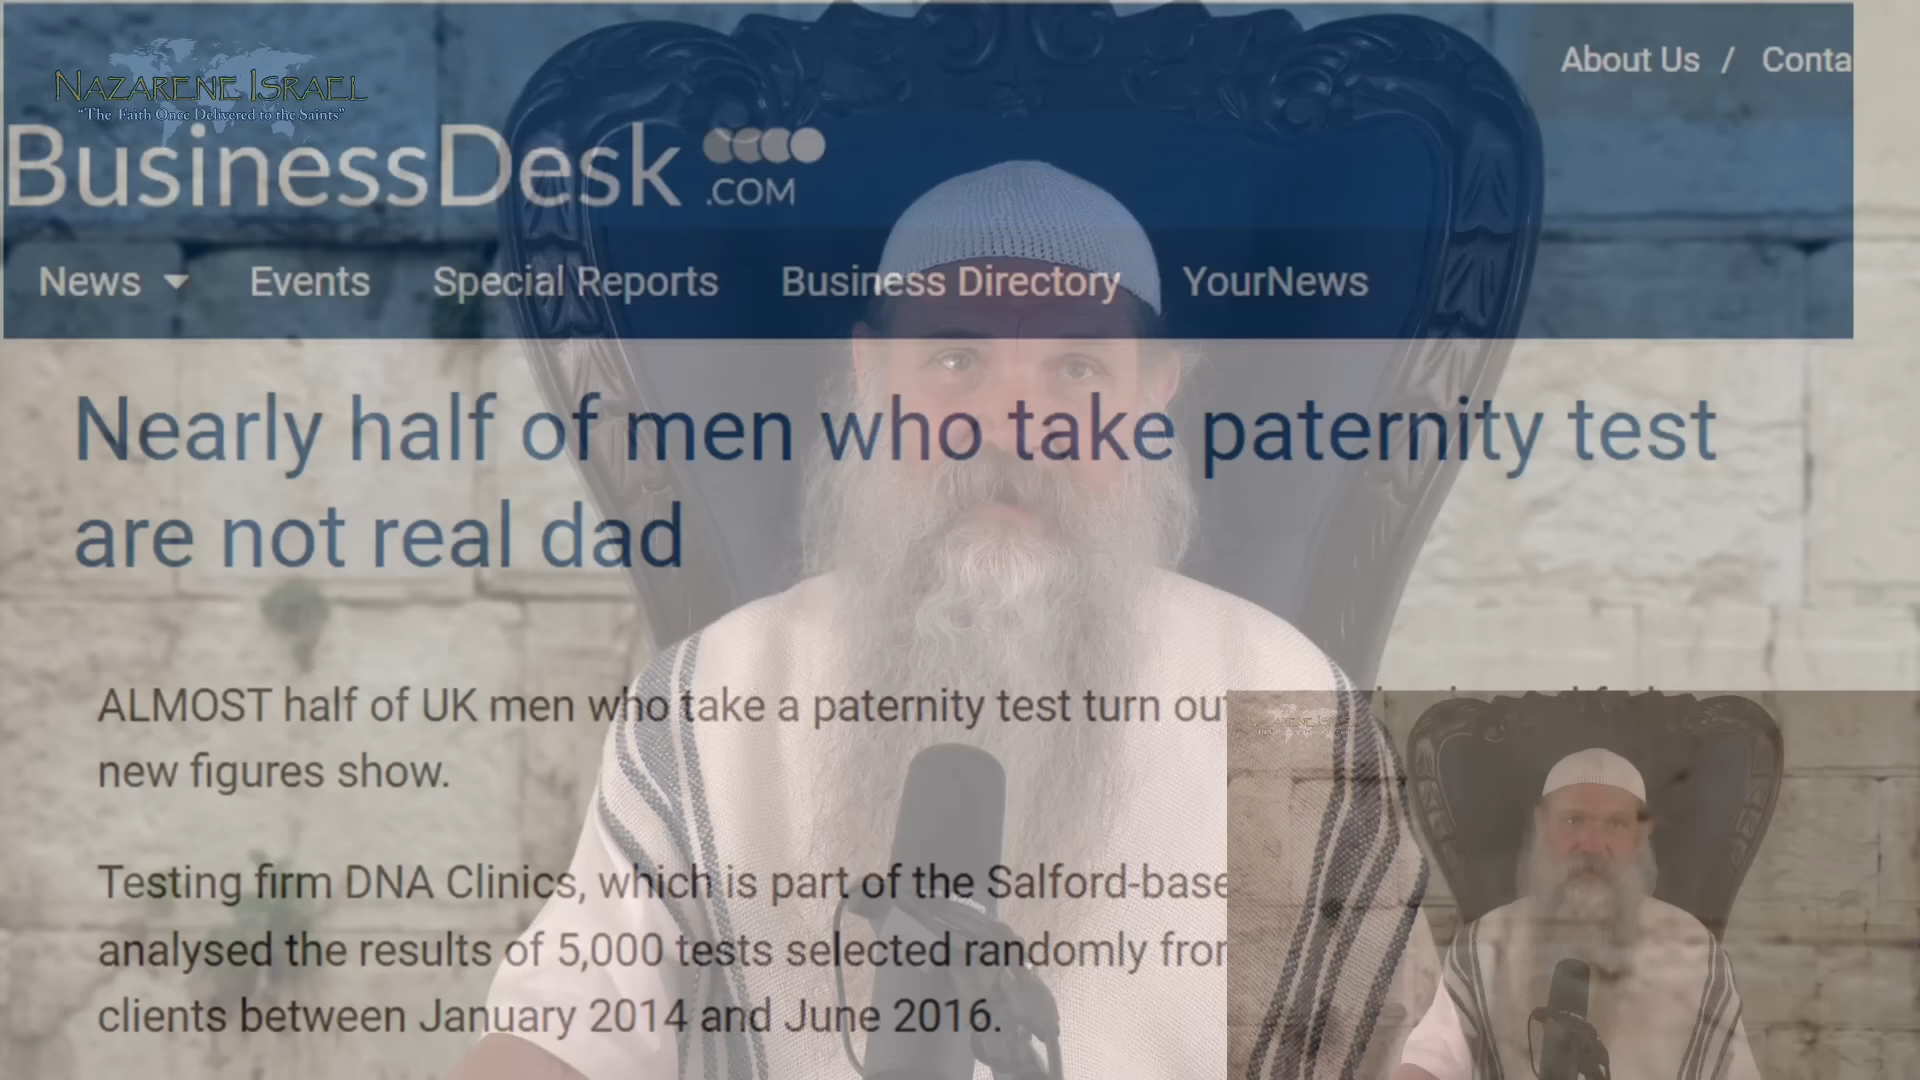 NAZARENE ISRAEL
“The Faith Once Delivered to the Saints”
About Us / Conta
BusinessDesk
.COM
News Events Special Reports Business Directory YourNews
Nearly half of men who take paternity test
are not real dad
ALMOST half of UK men who take a paternity test turn out
new figures show.
Testing firm DNA Clinics, which is part of the Salford-base
analysed the results of 5,000 tests selected randomly from
clients between January 2014 and June 2016.